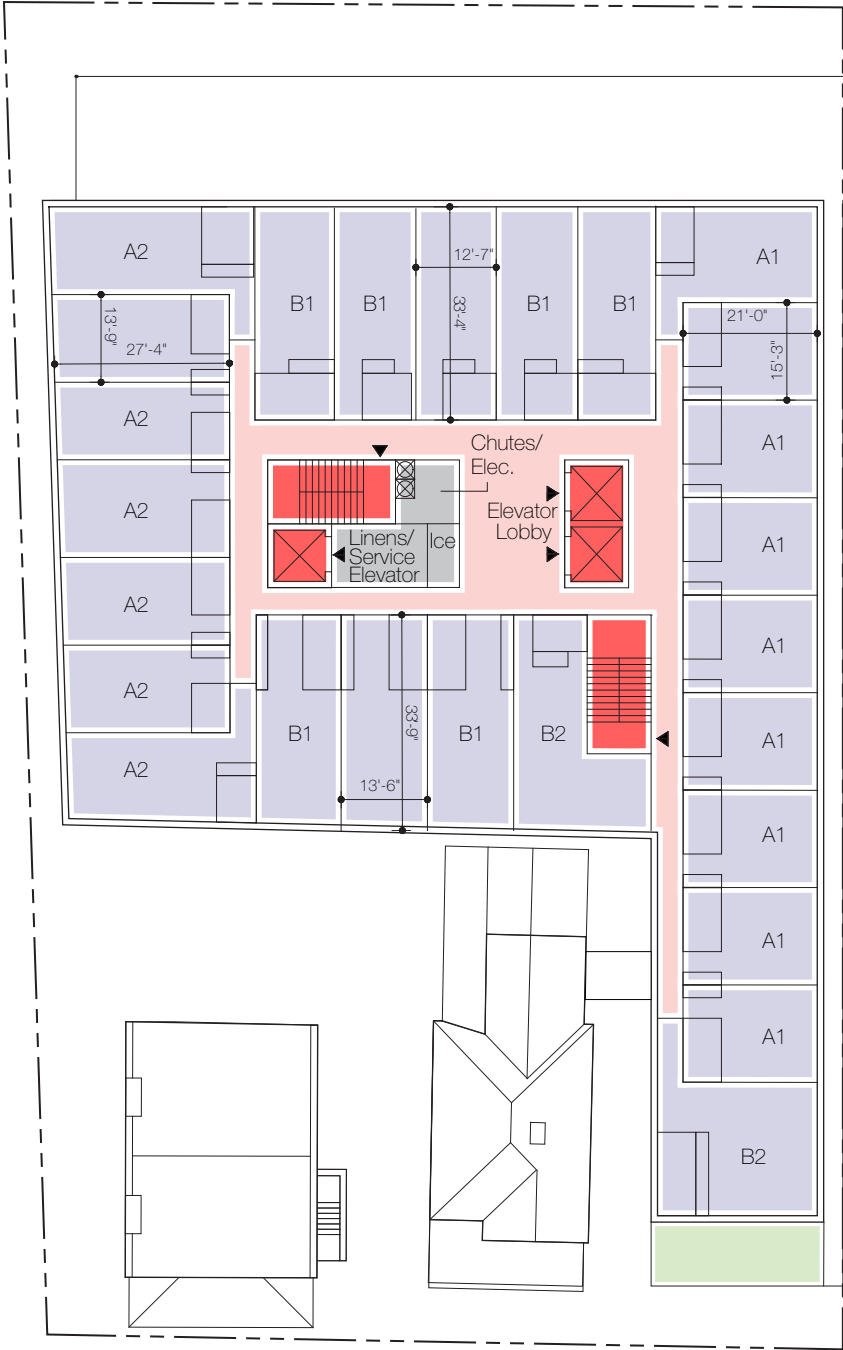 A2
A1
B1
B1
12'-7"
33'-4"
B1
B1
13'-9"
27'-4"
21'-0"
15'-3"
A2
A1
Chutes/
Elec.
Elevator
Lobby
Linens/
Service
Elevator
Ice
A2
A1
A2
A1
A2
B1
33'-9"
B1
B2
A1
A2
13'-6"
A1
A1
A1
B2